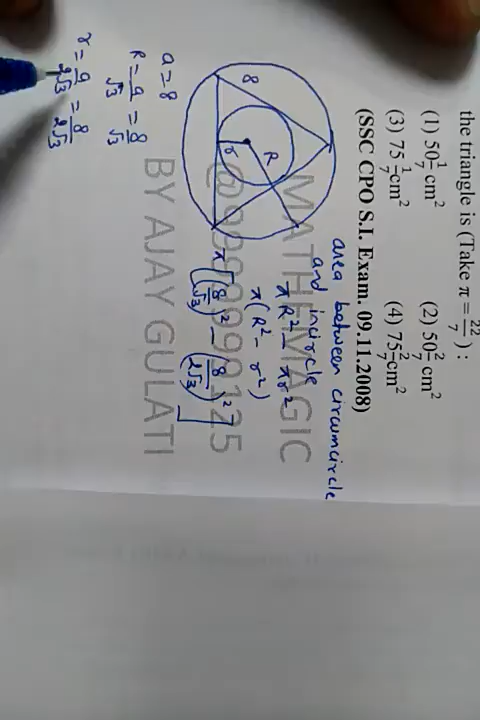 the triangle is (Take π = 22/7) :
(1) 50 1/7 cm² (2) 50 2/7 cm²
(3) 75 1/7 cm² (4) 75 2/7 cm²
(SSC CPO S.I. Exam. 09.11.2008)
area between circumcircle
and incircle
πR² − πr²
π(R² − r²)
π[(8/√3)² − (8/2√3)²]
8
R
r
a = 8
R = a/√3 = 8/√3
r = a/2√3 = 8/2√3
MATHEMAGIC
@9999998125
BY AJAY GULATI